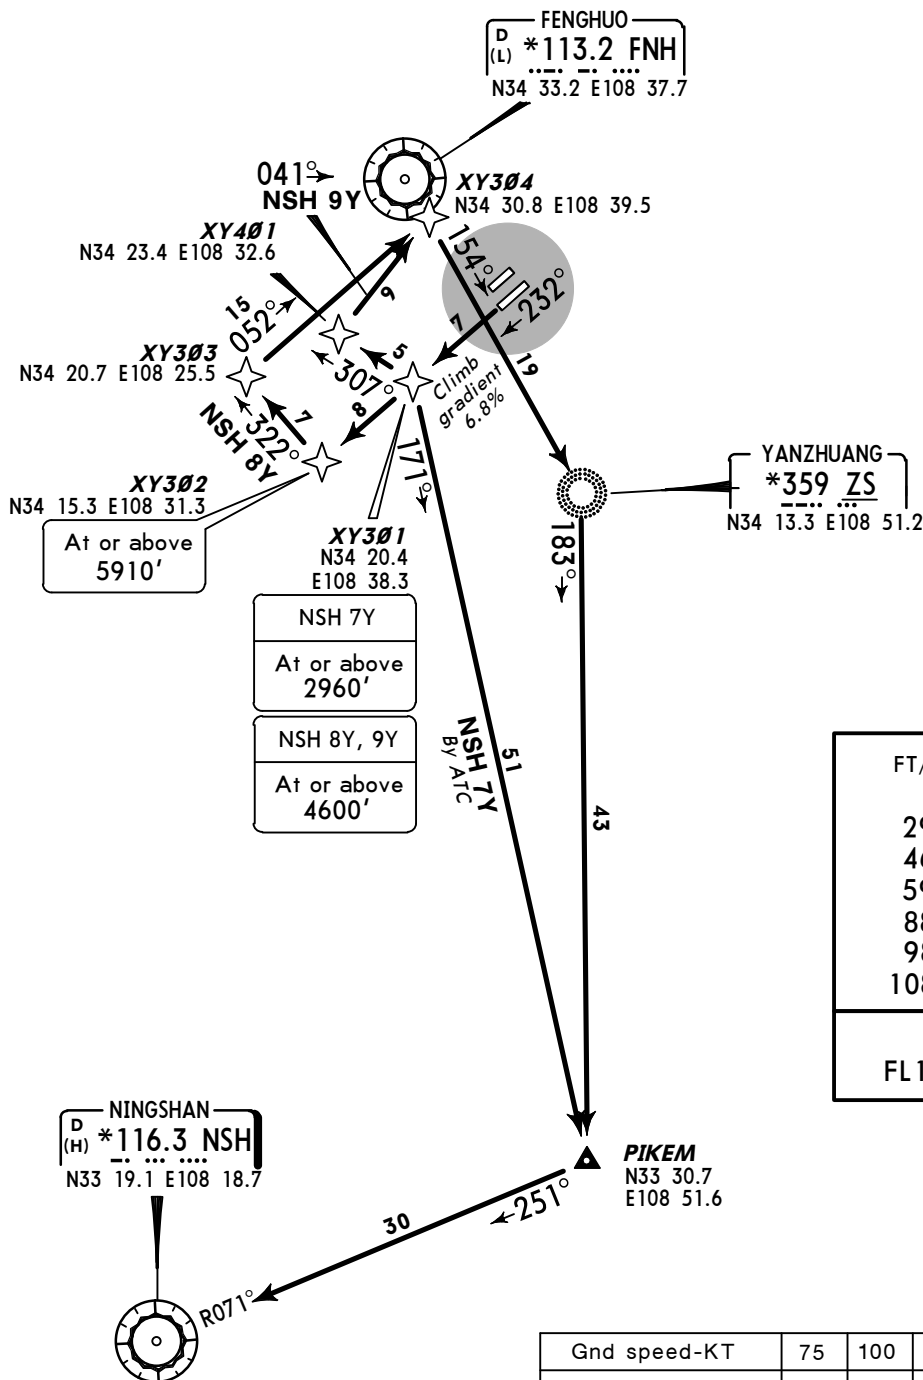 FENGHUO
D
(L) *113.2 FNH
N34 33.2 E108 37.7
041°
NSH 9Y
XY3Ø4
N34 30.8 E108 39.5
XY4Ø1
N34 23.4 E108 32.6
9
154°
232°
7
19
15
052°
XY3Ø3
N34 20.7 E108 25.5
5
307°
Climb
gradient
6.8%
8
7
322°
NSH 8Y
171°
XY3Ø2
N34 15.3 E108 31.3
At or above
5910'
YANZHUANG
*359 ZS
N34 13.3 E108 51.2
183°
XY3Ø1
N34 20.4
E108 38.3
NSH 7Y
At or above
2960'
NSH 8Y, 9Y
At or above
4600'
NSH 7Y
By ATC
51
43
FT/
29
46
59
88
98
108
FL1
NINGSHAN
D
(H) *116.3 NSH
N33 19.1 E108 18.7
PIKEM
N33 30.7
E108 51.6
251°
30
R071°
Gnd speed-KT 75 100